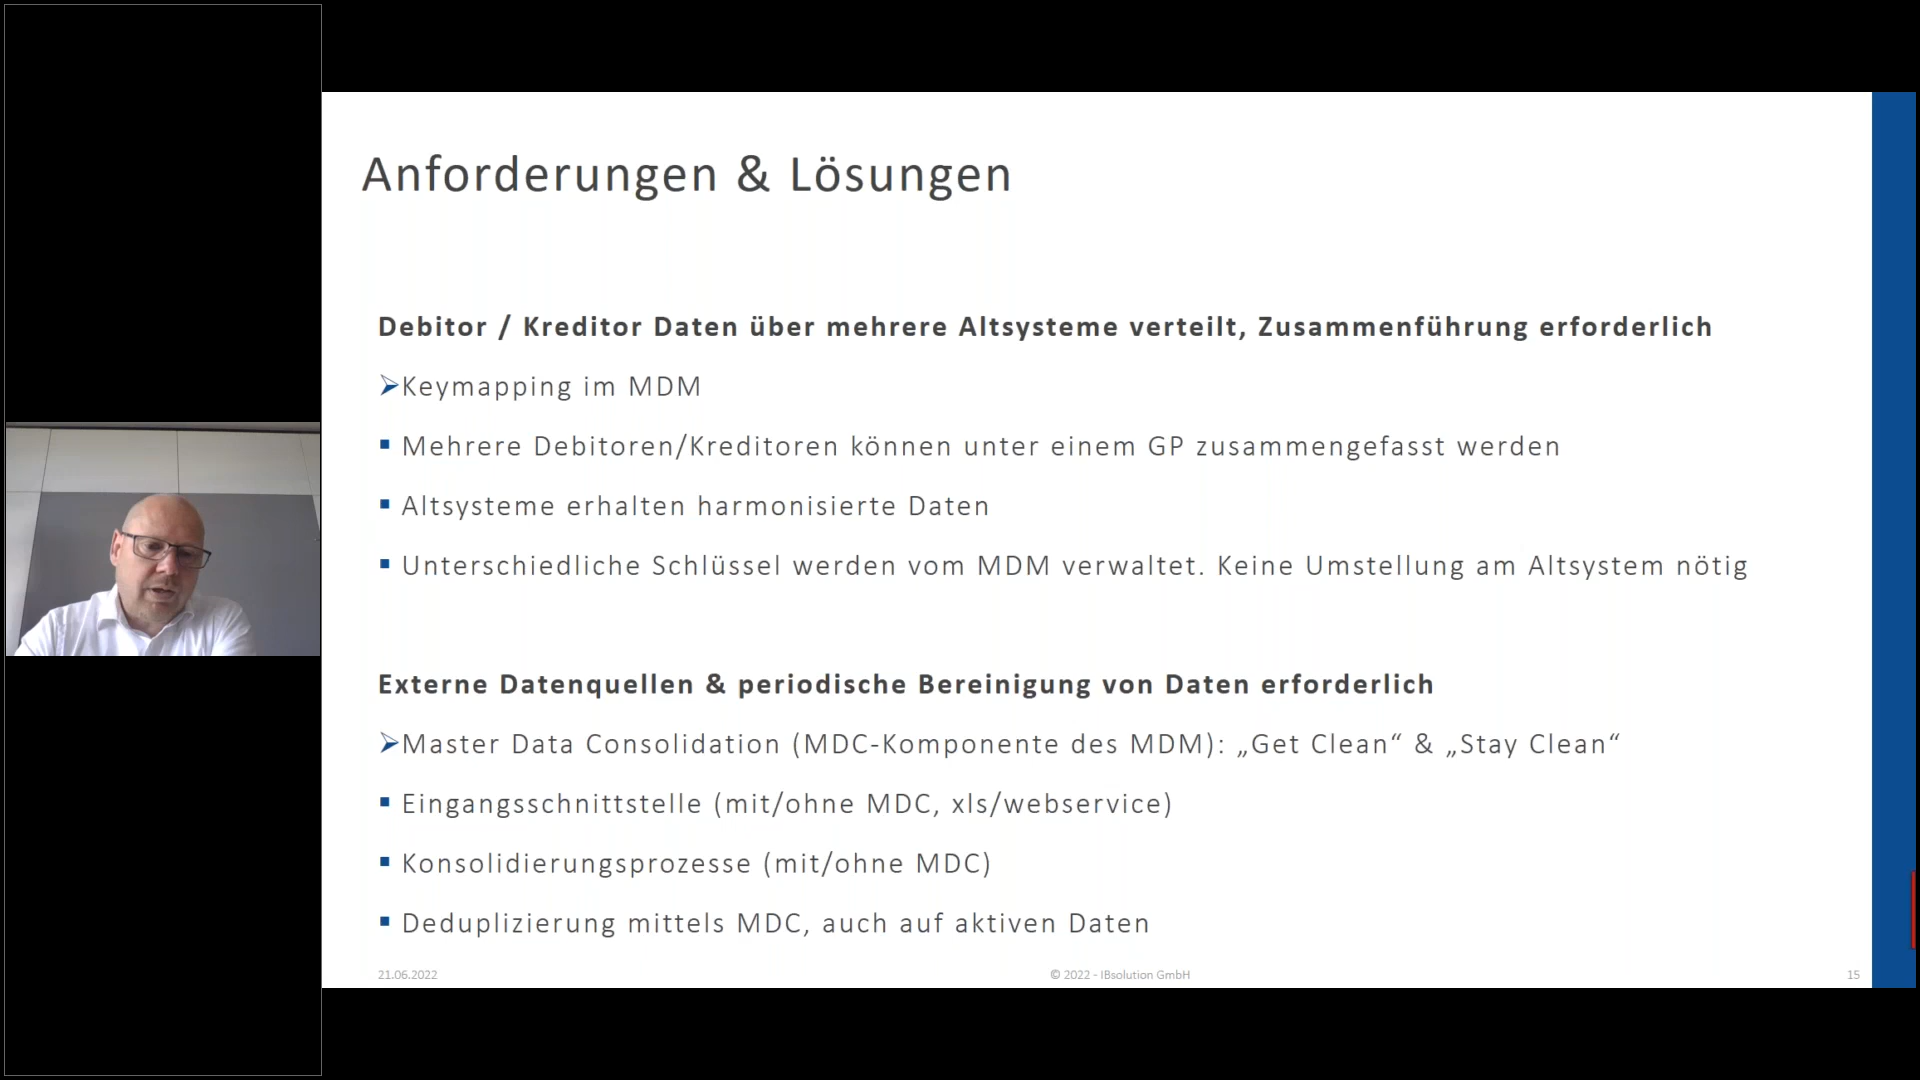 Anforderungen & Lösungen
Debitor / Kreditor Daten über mehrere Altsysteme verteilt, Zusammenführung erforderlich
Keymapping im MDM
Mehrere Debitoren/Kreditoren können unter einem GP zusammengefasst werden
Altsysteme erhalten harmonisierte Daten
Unterschiedliche Schlüssel werden vom MDM verwaltet. Keine Umstellung am Altsystem nötig
Externe Datenquellen & periodische Bereinigung von Daten erforderlich
Master Data Consolidation (MDC-Komponente des MDM): „Get Clean“ & „Stay Clean“
Eingangsschnittstelle (mit/ohne MDC, xls/webservice)
Konsolidierungsprozesse (mit/ohne MDC)
Deduplizierung mittels MDC, auch auf aktiven Daten
21.06.2022
© 2022 - IBsolution GmbH
15